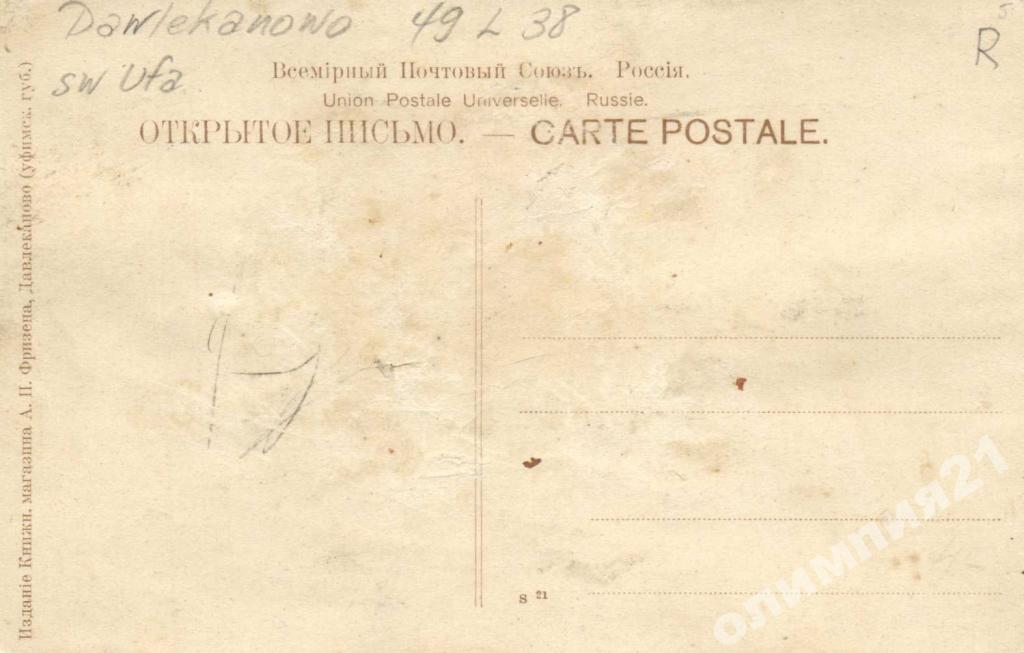 Dawlekanowo 49 L 38
sw Ufa
R
5
Всемірный Почтовый Союзъ. Россія.
Union Postale Universelle. Russie.
ОТКРЫТОЕ ПИСЬМО. — CARTE POSTALE.
Изданіе Книжн. магазина А. П. Фризена, Давлеканово (уфимск. губ.)
S 21
олимпия21